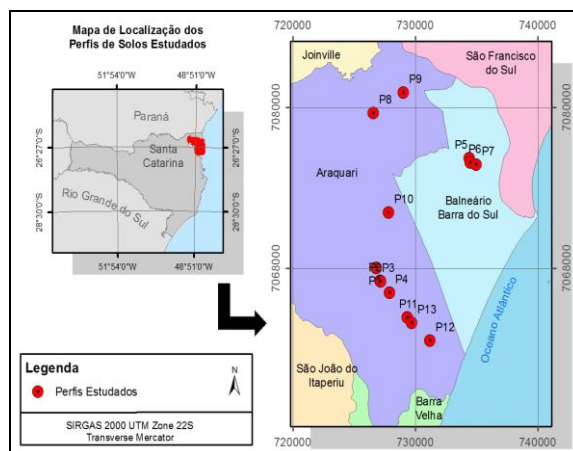 Mapa de Localização dos
Perfis de Solos Estudados
51°54'0"W 48°51'0"W
Paraná
Santa
Catarina
Rio Grande do Sul
26°27'0"S 26°27'0"S
28°30'0"S 28°30'0"S
51°54'0"W 48°51'0"W
Legenda
Perfis Estudados
N
SIRGAS 2000 UTM Zone 22S
Transverse Mercator
720000 730000 740000
Joinville
São Francisco
do Sul
P9
P8
7080000 7080000
P5
P6
P7
Araquari
Balneário
Barra do Sul
P10
7068000 7068000
P3
P4
P11
P13
P12
Oceano Atlântico
São João do
Itaperiu
Barra
Velha
720000 730000 740000